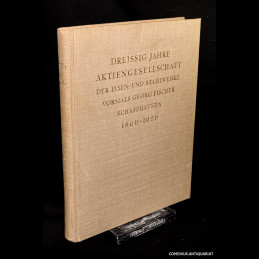 DREISSIG JAHRE
AKTIENGESELLSCHAFT
DER EISEN- UND STAHLWERKE
VORMALS GEORG FISCHER
SCHAFFHAUSEN
1896-1926
COMENIUS-ANTIQUARIAT